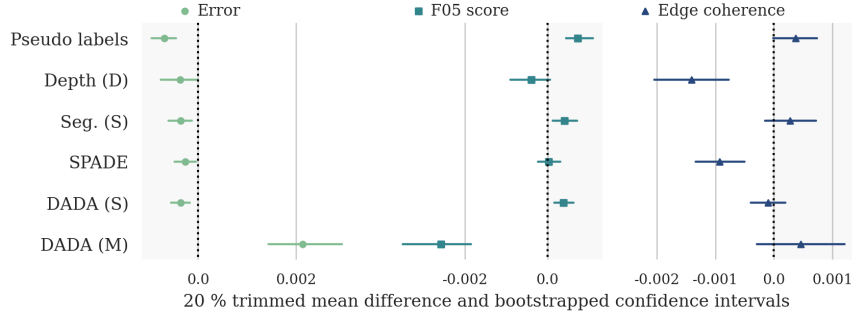 Error F05 score Edge coherence
Pseudo labels
Depth (D)
Seg. (S)
SPADE
DADA (S)
DADA (M)
0.0 0.002 -0.002 0.0 -0.002 -0.001 0.0 0.001
20 % trimmed mean difference and bootstrapped confidence intervals